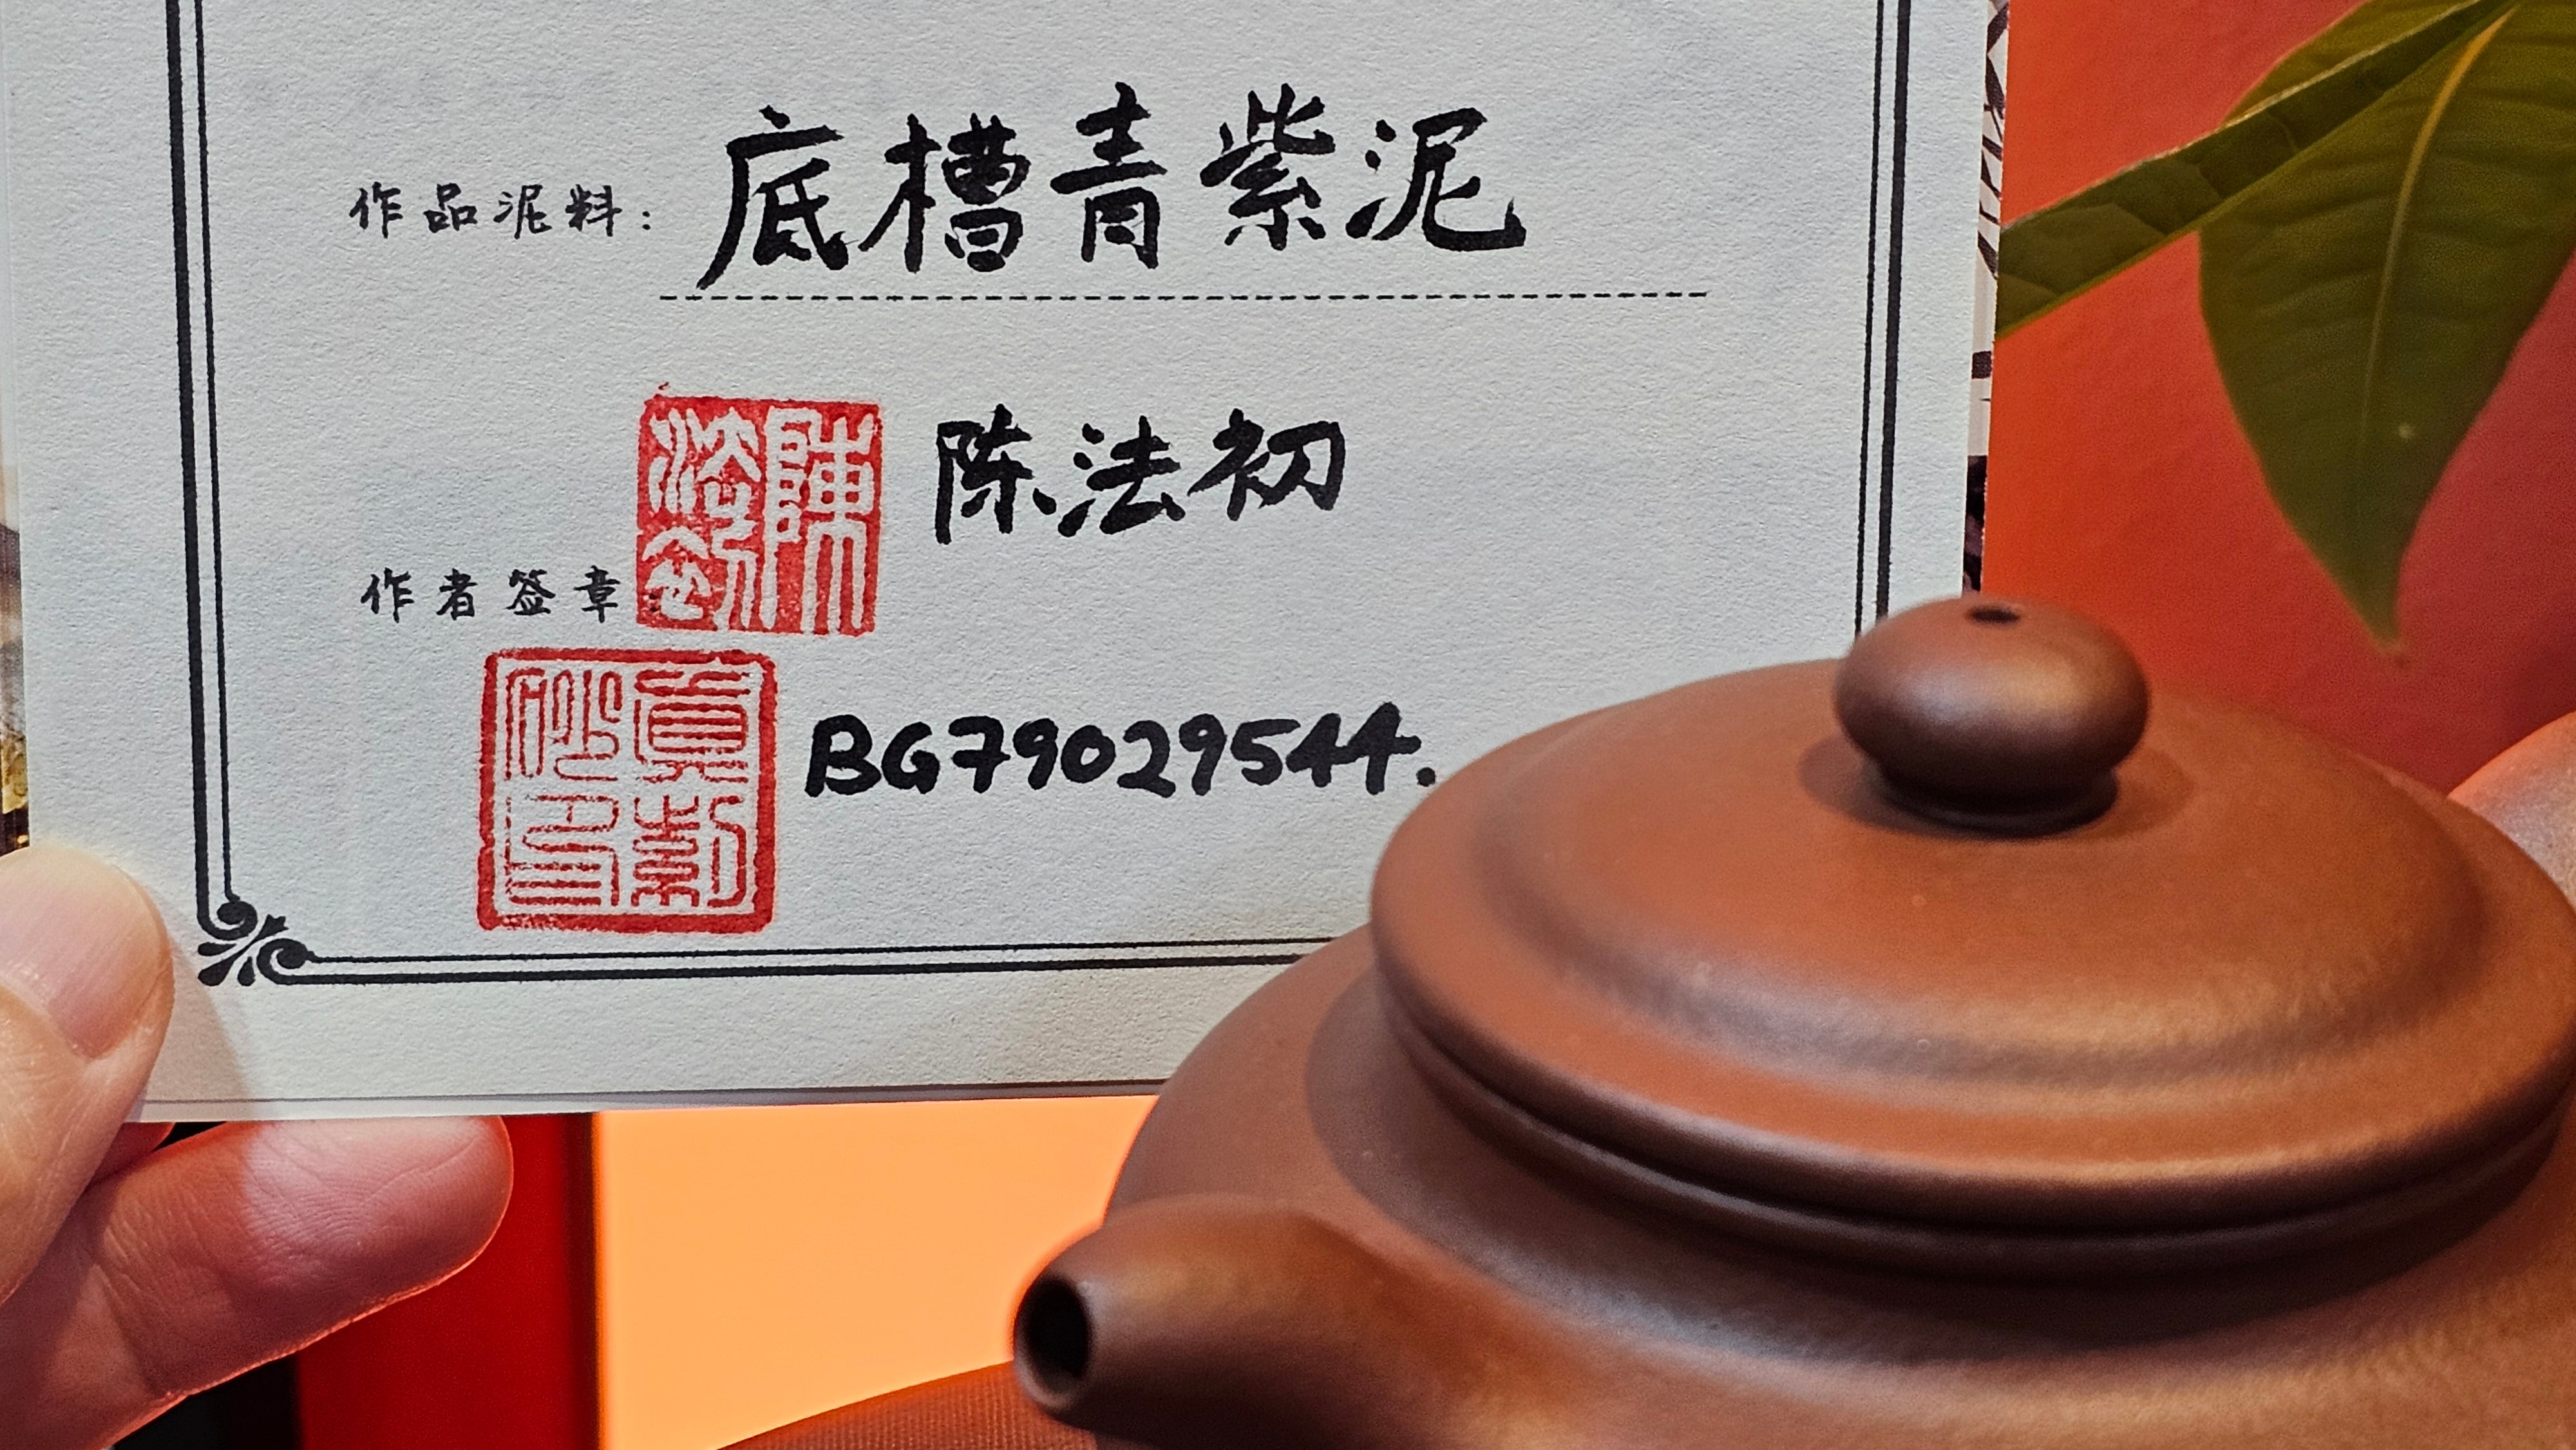 作品泥料: 底槽青紫泥
陈法初
作者签章:
BG79029544.